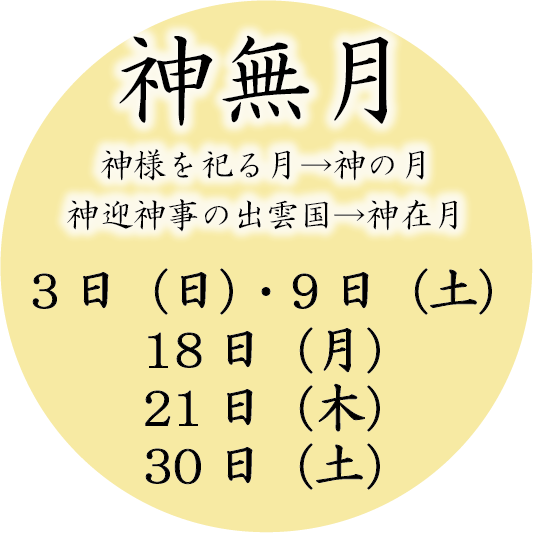 神無月
神様を祀る月→神の月
神迎神事の出雲国→神在月
3日（日）・9日（土）
18日（月）
21日（木）
30日（土）